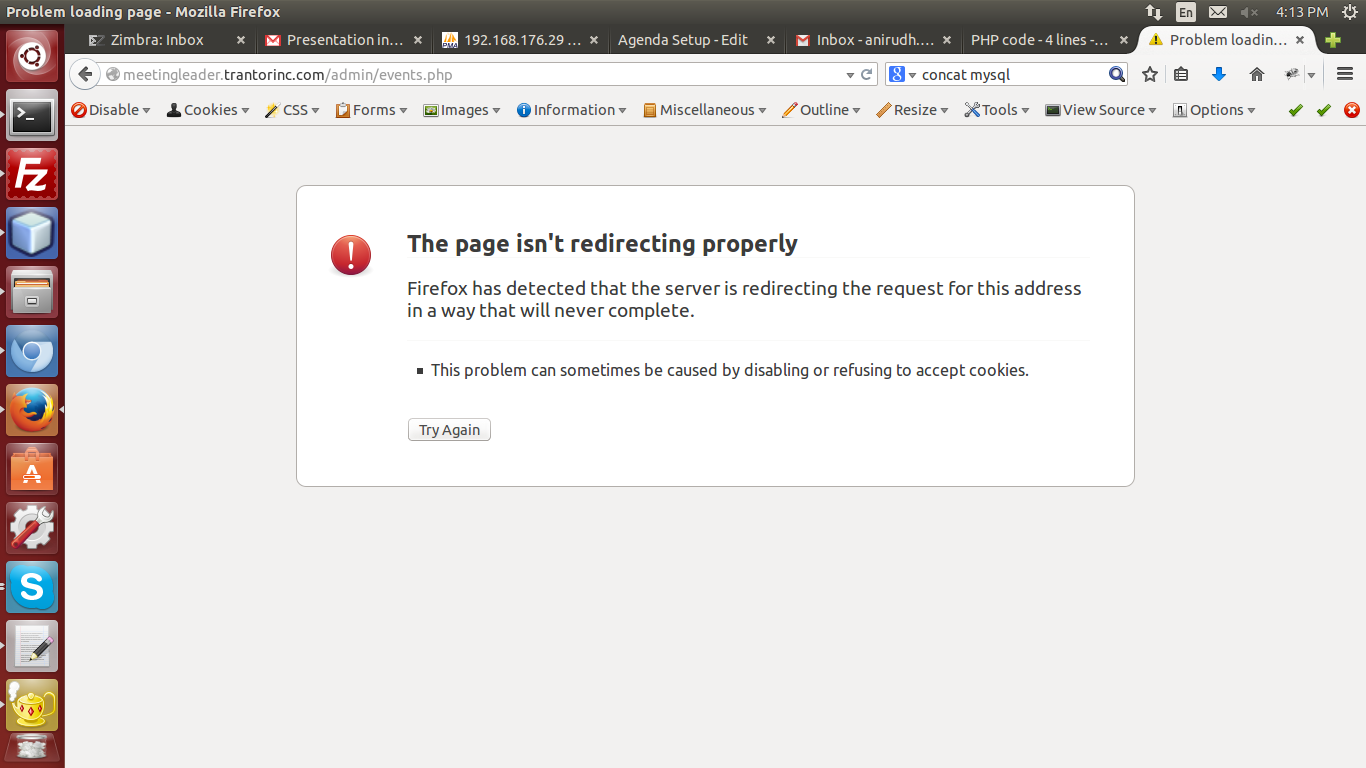 Problem loading page - Mozilla Firefox
En
4:13 PM
Zimbra: Inbox
Presentation in...
PMA
192.168.176.29 ...
Agenda Setup - Edit
Inbox - anirudh....
PHP code - 4 lines -...
Problem loadin...
meetingleader.trantorinc.com/admin/events.php
8
concat mysql
Disable
Cookies
CSS
Forms
Images
Information
Miscellaneous
Outline
Resize
Tools
View Source
Options
The page isn't redirecting properly
Firefox has detected that the server is redirecting the request for this address
in a way that will never complete.
This problem can sometimes be caused by disabling or refusing to accept cookies.
Try Again
>_
Fz
A
S